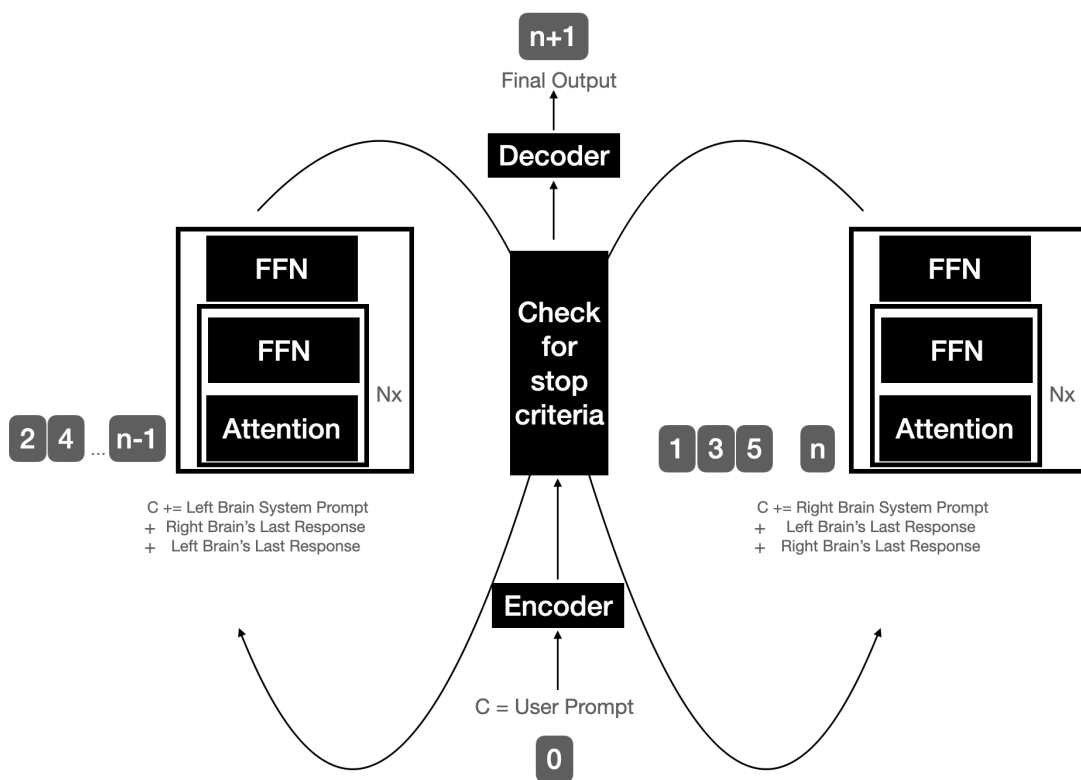 n+1
Final Output
Decoder
FFN
FFN
Attention
Nx
2 4 ... n-1
C += Left Brain System Prompt
+ Right Brain’s Last Response
+ Left Brain’s Last Response
Check
for
stop
criteria
FFN
FFN
Attention
Nx
1 3 5 n
C += Right Brain System Prompt
+ Left Brain’s Last Response
+ Right Brain’s Last Response
Encoder
C = User Prompt
0